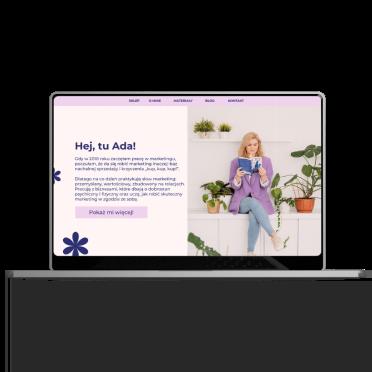 SKLEP O MNIE MATERIAŁY BLOG KONTAKT
Hej, tu Ada!
Gdy w 2018 roku zaczęłam pracę w marketingu,
poczułam, że da się robić marketing inaczej: bez
nachalnej sprzedaży i krzyczenia „kup, kup, kup!”.
Dlatego na co dzień praktykuję slow marketing:
przemyślany, wartościowy, zbudowany na relacjach.
Pracuję z biznesami, które dbają o dobrostan
psychiczny i fizyczny oraz uczę, jak robić skuteczny
marketing w zgodzie ze sobą.
Pokaż mi więcej!